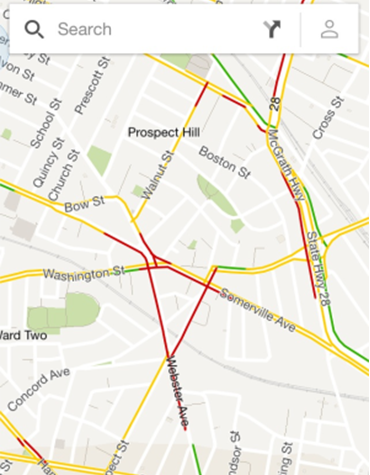 Search
28
Prescott St
Cross St
School St
Prospect Hill
Quincy St
Church St
Walnut St
Boston St
McGrath Hwy
Bow St
State Hwy 28
Washington St
Somerville Ave
Ward Two
Webster Ave
Concord Ave